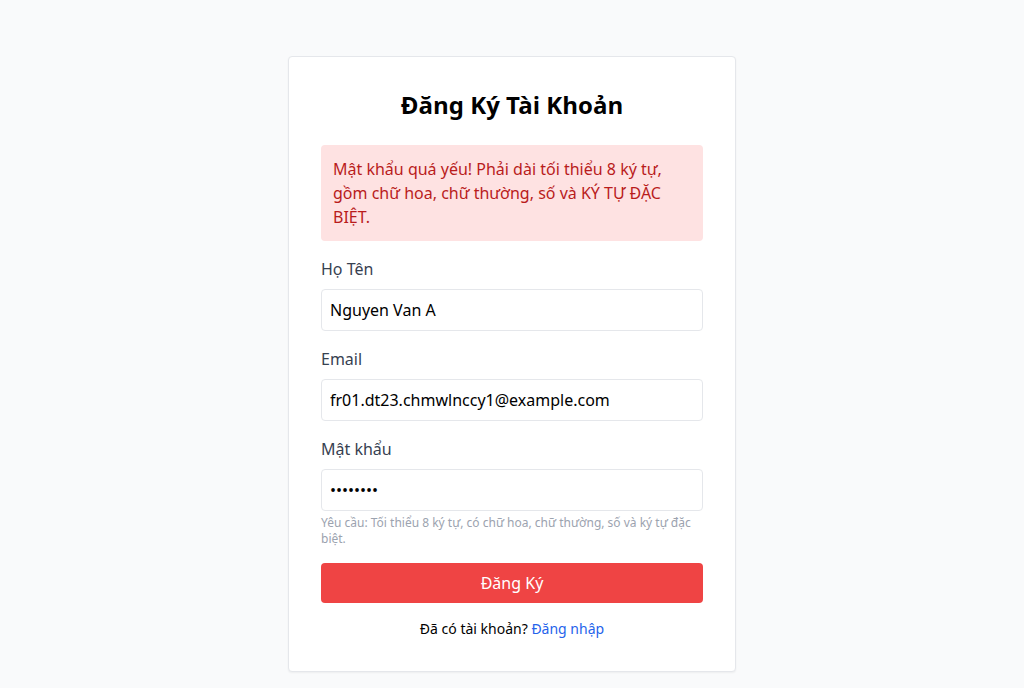 Đăng Ký Tài Khoản
Mật khẩu quá yếu! Phải dài tối thiểu 8 ký tự,
gồm chữ hoa, chữ thường, số và KÝ TỰ ĐẶC
BIỆT.
Họ Tên
Nguyen Van A
Email
fr01.dt23.chmwlnccy1@example.com
Mật khẩu
••••••••
Yêu cầu: Tối thiểu 8 ký tự, có chữ hoa, chữ thường, số và ký tự đặc
biệt.
Đăng Ký
Đã có tài khoản? Đăng nhập